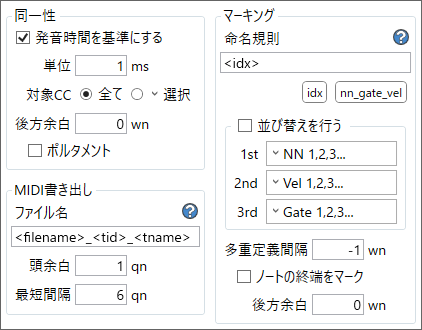 同一性
発音時間を基準にする
単位 1 ms
対象CC 全て 選択
後方余白 0 wn
ポルタメント
MIDI書き出し
ファイル名 ?
<filename>_<tid>_<tname>
頭余白 1 qn
最短間隔 6 qn
マーキング
命名規則 ?
<idx>
idx nn_gate_vel
並び替えを行う
1st NN 1,2,3...
2nd Vel 1,2,3...
3rd Gate 1,2,3...
多重定義間隔 -1 wn
ノートの終端をマーク
後方余白 0 wn